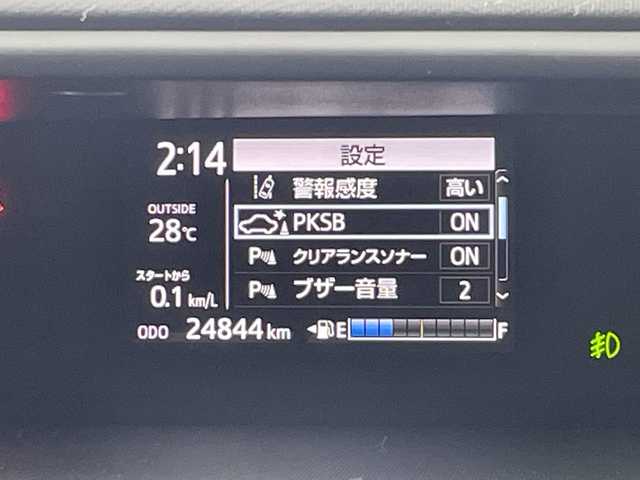 2:14
設定
警報感度 高い
OUTSIDE
28℃
PKSB ON
クリアランスソナー ON
スタートから
0.1 km/L
ブザー音量 2
ODO 24844 km
E F